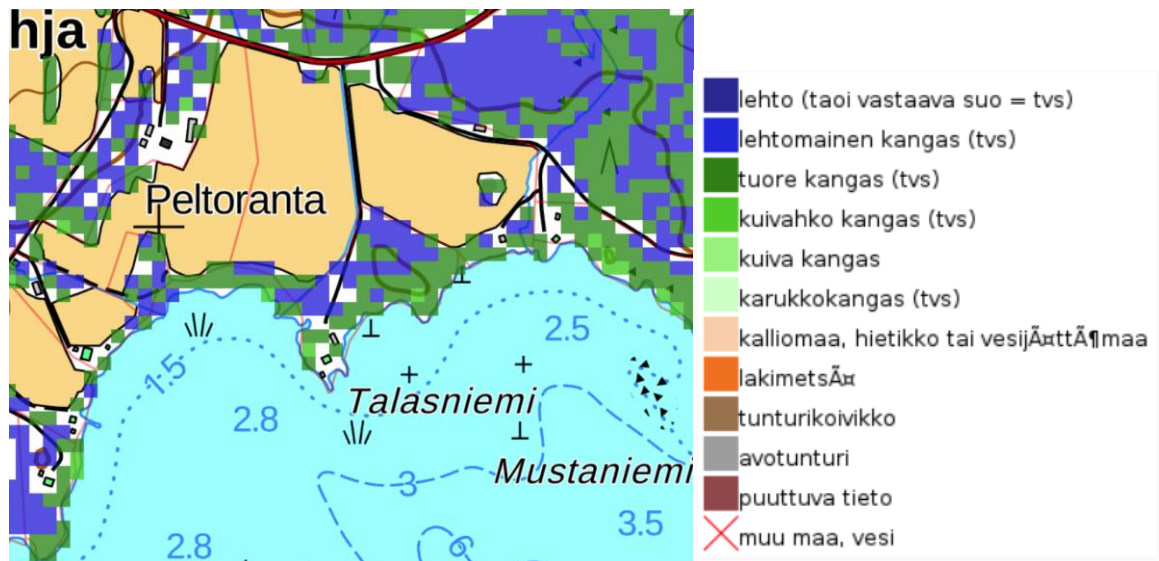 hja
Peltoranta
2.5
1.5
2.8
Talasniemi
Mustaniemi
3
3.5
2.8
6
lehto (taoi vastaava suo = tvs)
lehtomainen kangas (tvs)
tuore kangas (tvs)
kuivahko kangas (tvs)
kuiva kangas
karukkokangas (tvs)
kalliomaa, hietikko tai vesijÃ¤ttÃ¶maa
lakimetsÃ¤
tunturikoivikko
avotunturi
puuttuva tieto
muu maa, vesi